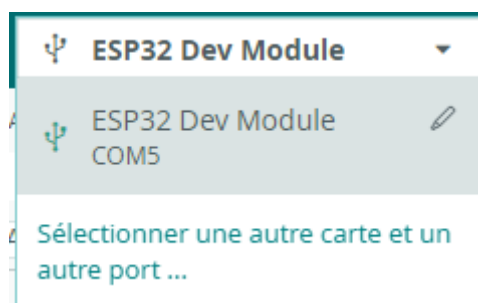 ESP32 Dev Module
ESP32 Dev Module
COM5
Sélectionner une autre carte et un
autre port ...